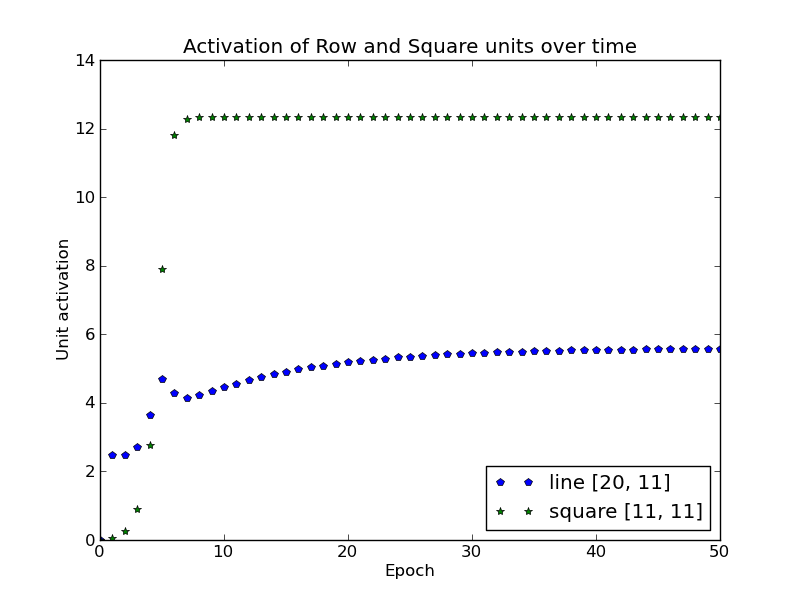 Activation of Row and Square units over time
14
12
10
8
6
4
2
0
Unit activation
line [20, 11]
square [11, 11]
0 10 20 30 40 50
Epoch